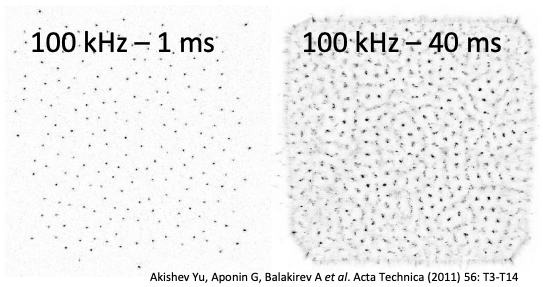 100 kHz – 1 ms
100 kHz – 40 ms
Akishev Yu, Aponin G, Balakirev A et al. Acta Technica (2011) 56: T3-T14